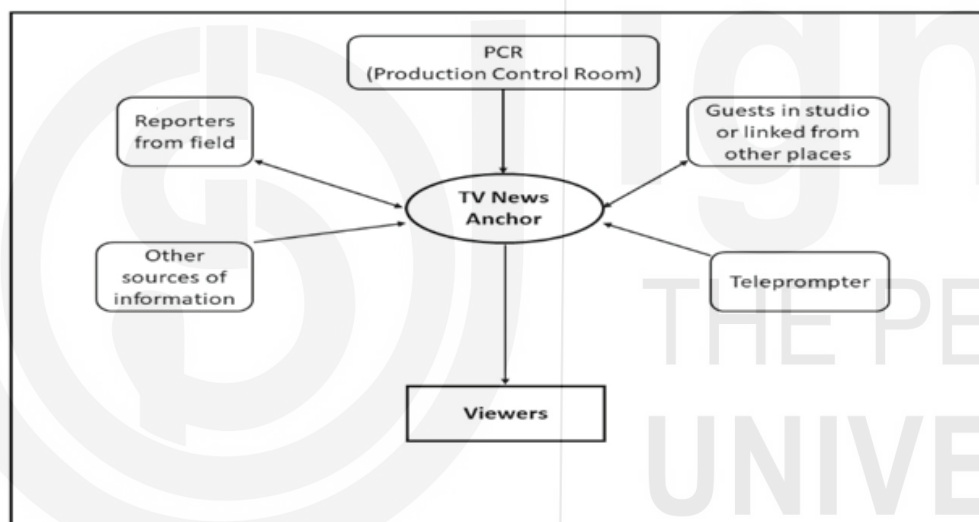 PCR
(Production Control Room)
Reporters
from field
Guests in studio
or linked from
other places
TV News
Anchor
Other
sources of
information
Teleprompter
Viewers
ign
THE PE
UNIVE